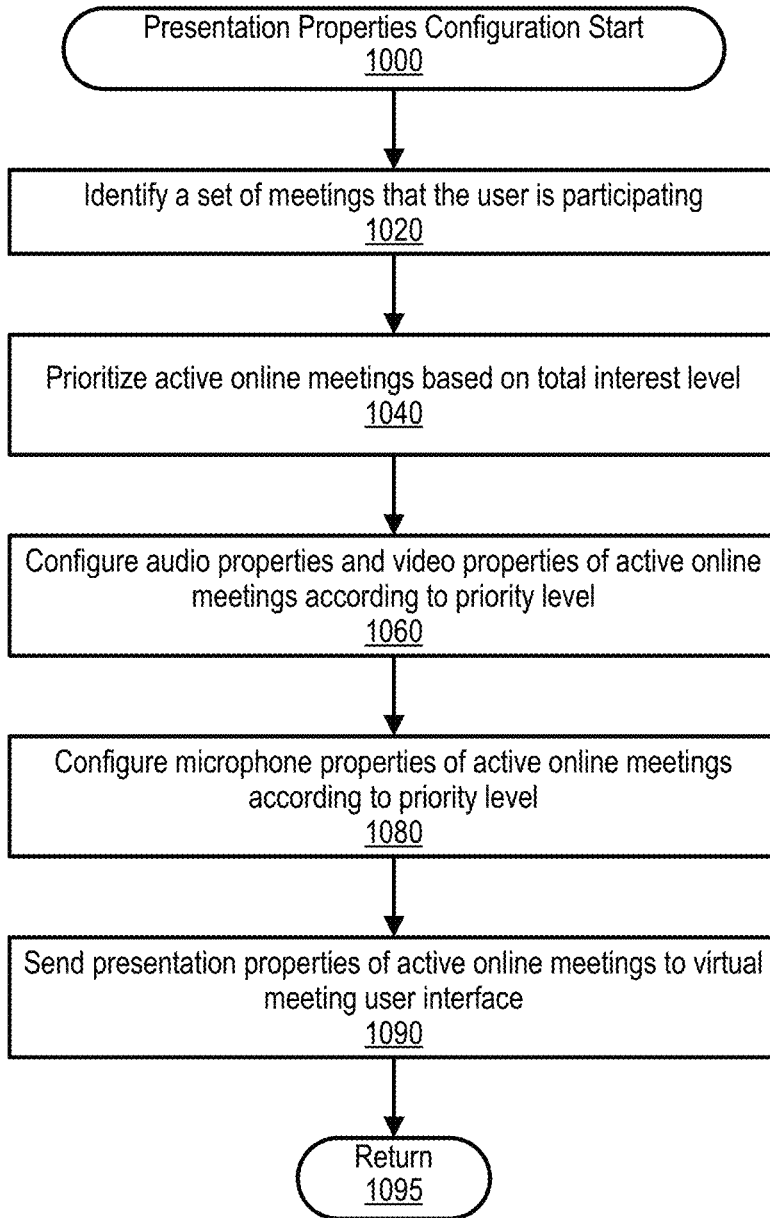 Presentation Properties Configuration Start
1000
Identify a set of meetings that the user is participating
1020
Prioritize active online meetings based on total interest level
1040
Configure audio properties and video properties of active online
meetings according to priority level
1060
Configure microphone properties of active online meetings
according to priority level
1080
Send presentation properties of active online meetings to virtual
meeting user interface
1090
Return
1095